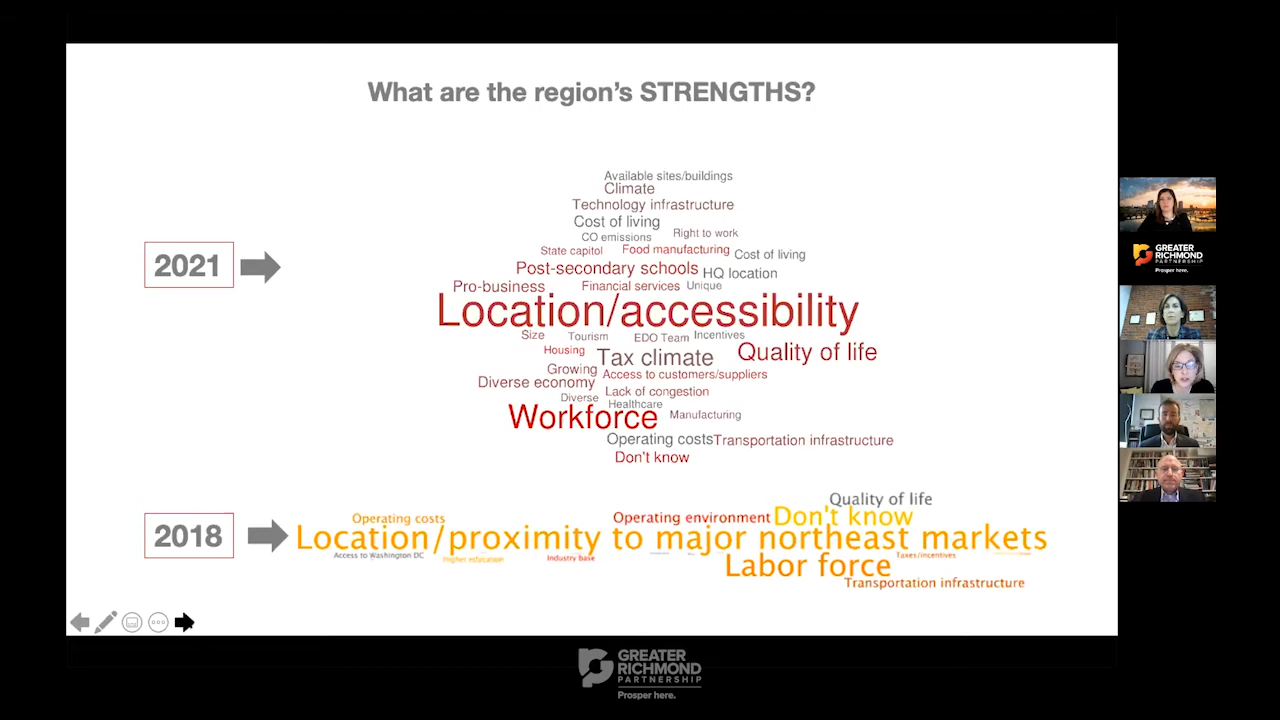 What are the region's STRENGTHS?
Available sites/buildings
Climate
Technology infrastructure
Cost of living
CO emissions
Right to work
State capitol
Food manufacturing
Cost of living
Post-secondary schools
HQ location
Pro-business
Financial services
Unique
2021
Location/accessibility
Size
Tourism
EDO Team
Incentives
Housing
Tax climate
Quality of life
Growing
Access to customers/suppliers
Diverse economy
Lack of congestion
Diverse
Healthcare
Workforce
Manufacturing
Operating costs
Transportation infrastructure
Don't know
2018
Quality of life
Operating costs
Operating environment
Don't know
Location/proximity to major northeast markets
Access to Washington DC
Higher education
Industry base
Taxes/incentives
Labor force
Transportation infrastructure
GREATER
RICHMOND
PARTNERSHIP
Prosper here.
GREATER
RICHMOND
PARTNERSHIP
Prosper here.